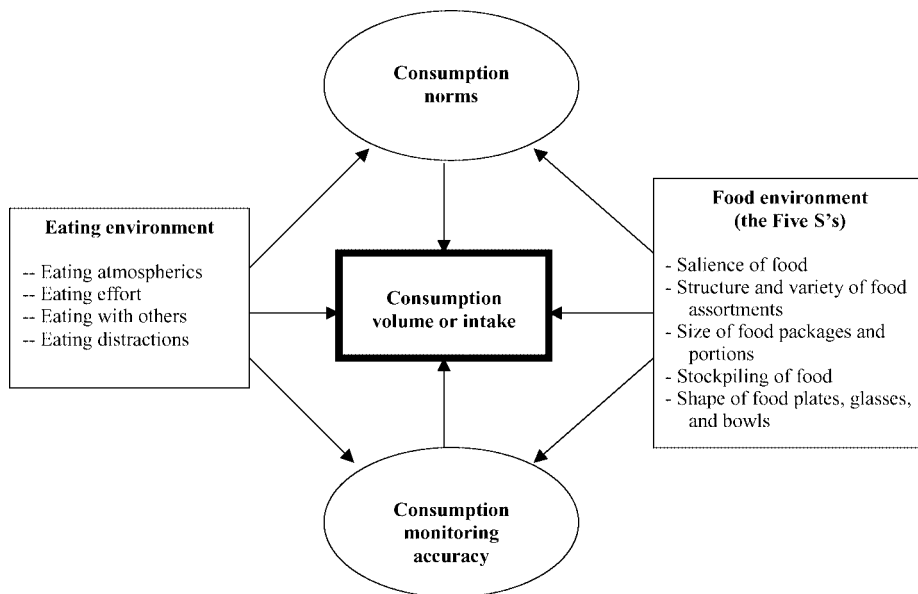 Consumption
norms
Eating environment
-- Eating atmospherics
-- Eating effort
-- Eating with others
-- Eating distractions
Consumption
volume or intake
Food environment
(the Five S's)
- Salience of food
- Structure and variety of food
assortments
- Size of food packages and
portions
- Stockpiling of food
- Shape of food plates, glasses,
and bowls
Consumption
monitoring
accuracy